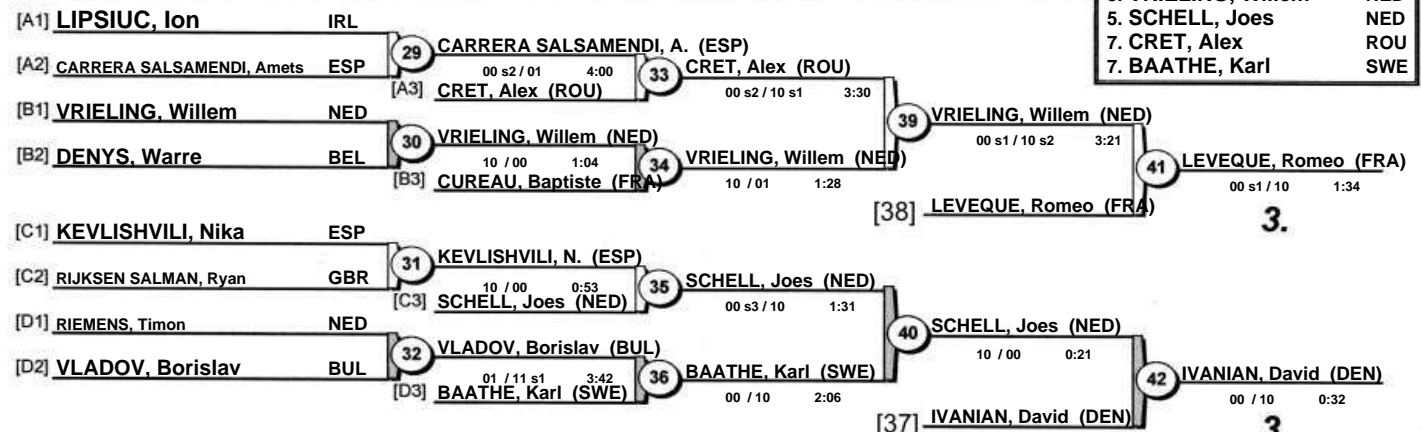 [A1] LIPSIUC, Ion IRL
[A2] CARRERA SALSAMENDI, Amets ESP
29
CARRERA SALSAMENDI, A. (ESP)
00 s2 / 01 4:00
[A3] CRET, Alex (ROU)
33
CRET, Alex (ROU)
00 s2 / 10 s1 3:30
[B1] VRIELING, Willem NED
[B2] DENYS, Warre BEL
30
VRIELING, Willem (NED)
10 / 00 1:04
[B3] CUREAU, Baptiste (FRA)
34
VRIELING, Willem (NED)
10 / 01 1:28
39
VRIELING, Willem (NED)
00 s1 / 10 s2 3:21
[38] LEVEQUE, Romeo (FRA)
41
LEVEQUE, Romeo (FRA)
00 s1 / 10 1:34
3.
[C1] KEVLISHVILI, Nika ESP
[C2] RIJKSEN SALMAN, Ryan GBR
31
KEVLISHVILI, N. (ESP)
10 / 00 0:53
[C3] SCHELL, Joes (NED)
35
SCHELL, Joes (NED)
00 s3 / 10 1:31
[D1] RIEMENS, Timon NED
[D2] VLADOV, Borislav BUL
32
VLADOV, Borislav (BUL)
01 / 11 s1 3:42
[D3] BAATHE, Karl (SWE)
36
BAATHE, Karl (SWE)
00 / 10 2:06
40
SCHELL, Joes (NED)
10 / 00 0:21
[37] IVANIAN, David (DEN)
42
IVANIAN, David (DEN)
00 / 10 0:32
3.
5. SCHELL, Joes NED
7. CRET, Alex ROU
7. BAATHE, Karl SWE